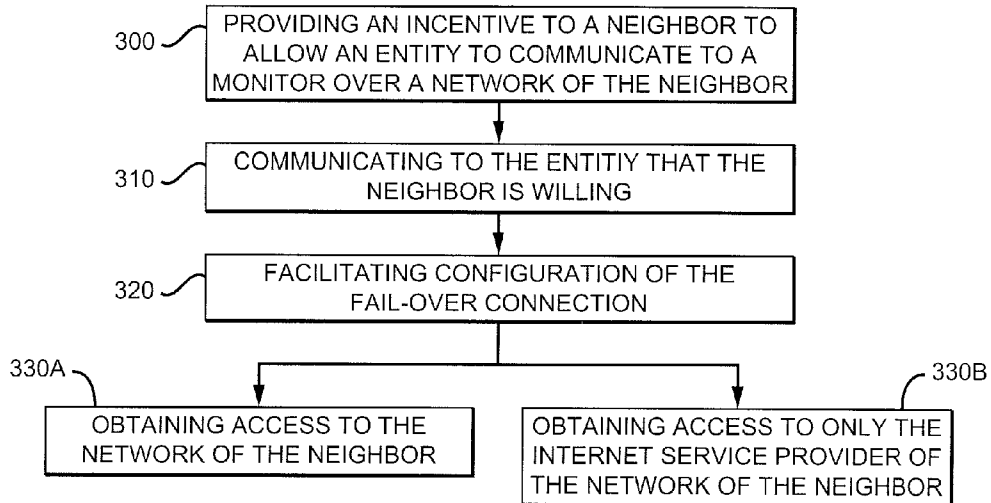 300
PROVIDING AN INCENTIVE TO A NEIGHBOR TO
ALLOW AN ENTITY TO COMMUNICATE TO A
MONITOR OVER A NETWORK OF THE NEIGHBOR
310
COMMUNICATING TO THE ENTITIY THAT THE
NEIGHBOR IS WILLING
320
FACILITATING CONFIGURATION OF THE
FAIL-OVER CONNECTION
330A
OBTAINING ACCESS TO THE
NETWORK OF THE NEIGHBOR
330B
OBTAINING ACCESS TO ONLY THE
INTERNET SERVICE PROVIDER OF
THE NETWORK OF THE NEIGHBOR